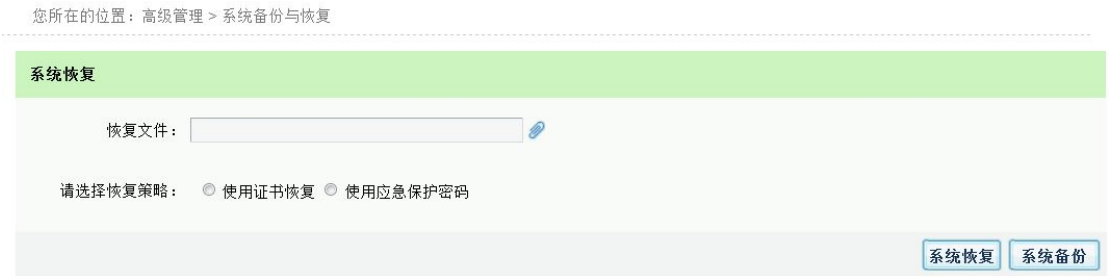 您所在的位置：高级管理 > 系统备份与恢复
系统恢复
恢复文件：
请选择恢复策略： 使用证书恢复 使用应急保护密码
系统恢复 系统备份